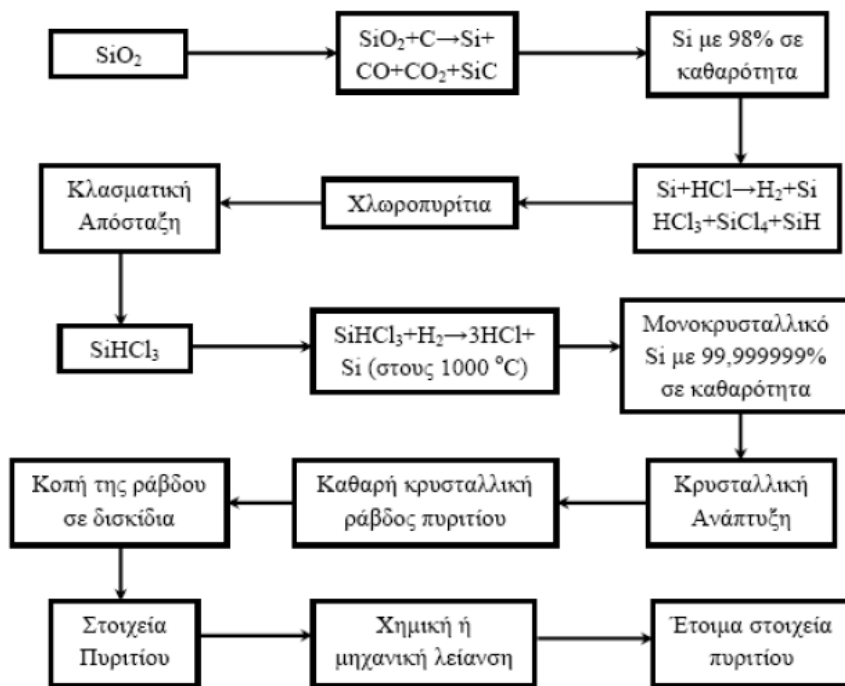 SiO₂
SiO₂+C→Si+
CO+CO₂+SiC
Si με 98% σε
καθαρότητα
Si+HCl→H₂+Si
HCl₃+SiCl₄+SiH
Χλωροπυρίτια
Κλασματική
Απόσταξη
SiHCl₃
SiHCl₃+H₂→3HCl+
Si (στους 1000 °C)
Μονοκρυσταλλικό
Si με 99,999999%
σε καθαρότητα
Κρυσταλλική
Ανάπτυξη
Καθαρή κρυσταλλική
ράβδος πυριτίου
Κοπή της ράβδου
σε δισκίδια
Στοιχεία
Πυριτίου
Χημική ή
μηχανική λείανση
Έτοιμα στοιχεία
πυριτίου